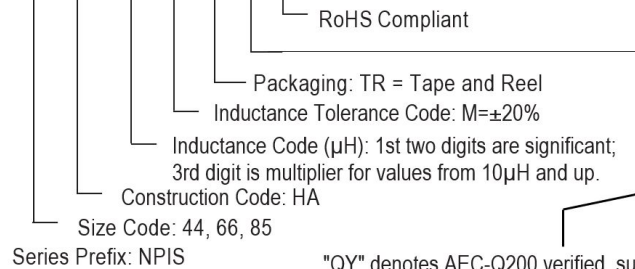 RoHS Compliant
Packaging: TR = Tape and Reel
Inductance Tolerance Code: M=±20%
Inductance Code (µH): 1st two digits are significant;
3rd digit is multiplier for values from 10µH and up.
Construction Code: HA
Size Code: 44, 66, 85
Series Prefix: NPIS
"QY" denotes AEC-Q200 verified, su